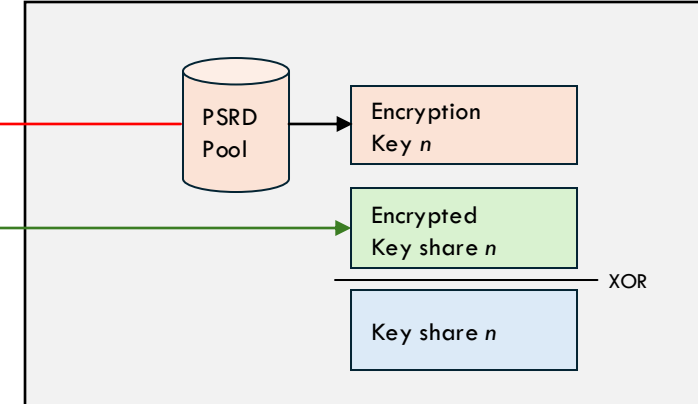 PSRD
Pool
Encryption
Key n
Encrypted
Key share n
XOR
Key share n